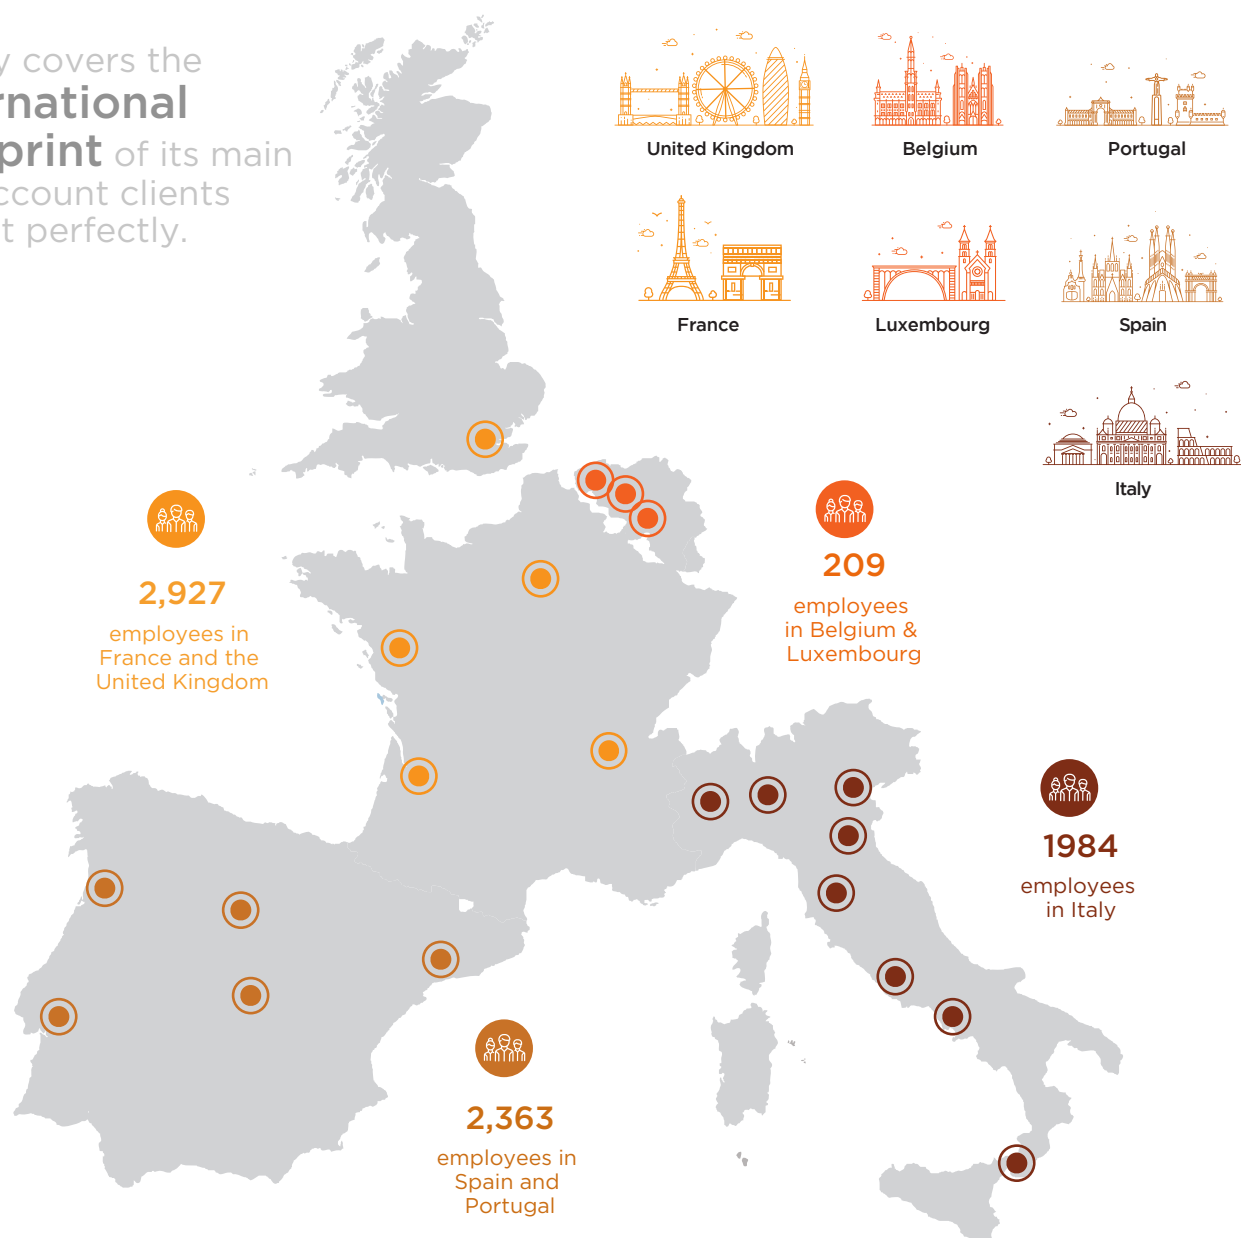 y covers the
rnational
print of its main
ccount clients
t perfectly.
United Kingdom
Belgium
Portugal
France
Luxembourg
Spain
Italy
2,927
employees in
France and the
United Kingdom
209
employees
in Belgium &
Luxembourg
1984
employees
in Italy
2,363
employees in
Spain and
Portugal